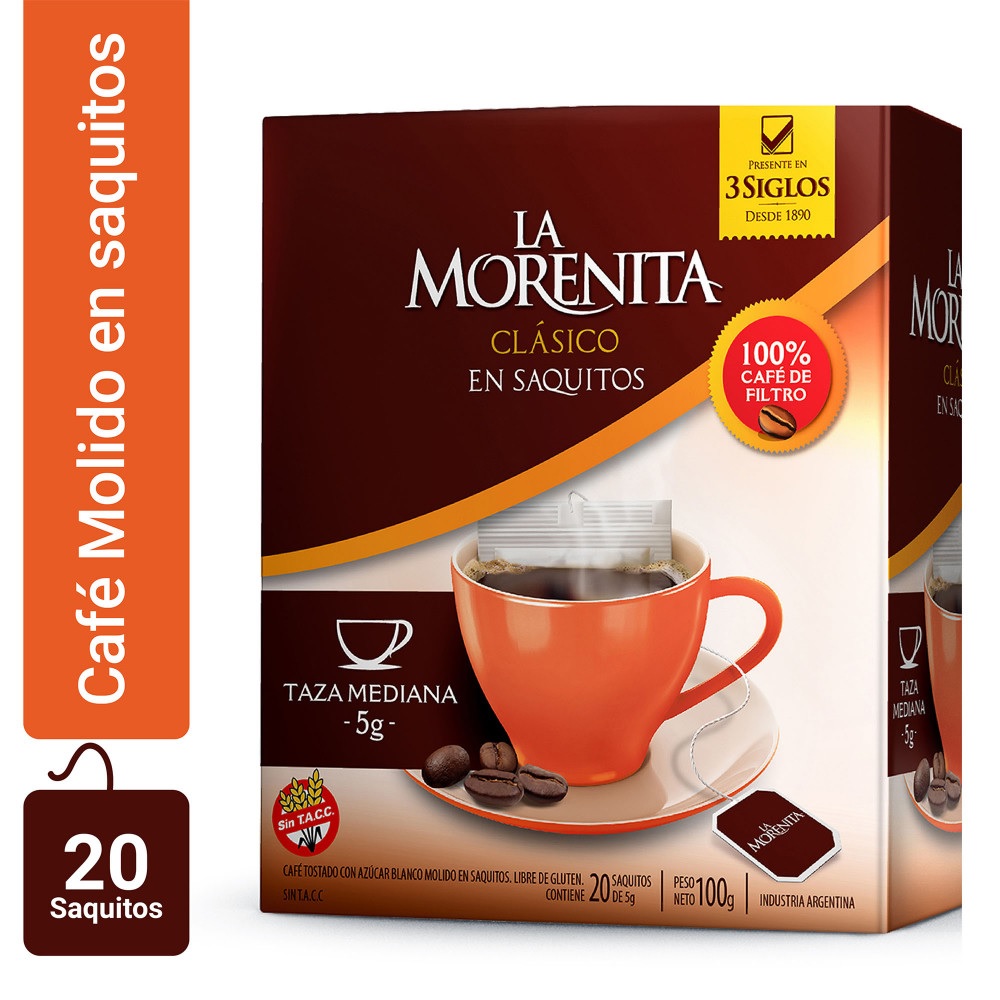 Café Molido en saquitos
20
Saquitos
PRESENTE EN
3 SIGLOS
DESDE 1890
LA
MORENITA
CLÁSICO
EN SAQUITOS
100%
CAFÉ DE
FILTRO
TAZA MEDIANA
-5g-
Sin T.A.C.C.
CAFÉ TOSTADO CON AZÚCAR BLANCO MOLIDO EN SAQUITOS. LIBRE DE GLUTEN.
SIN T.A.C.C
CONTIENE 20 SAQUITOS DE 5g
PESO NETO 100g
INDUSTRIA ARGENTINA
LA
MORENITA
LA
MOR
CLÁS
EN SAQ
TAZA
MEDIANA
-5g-